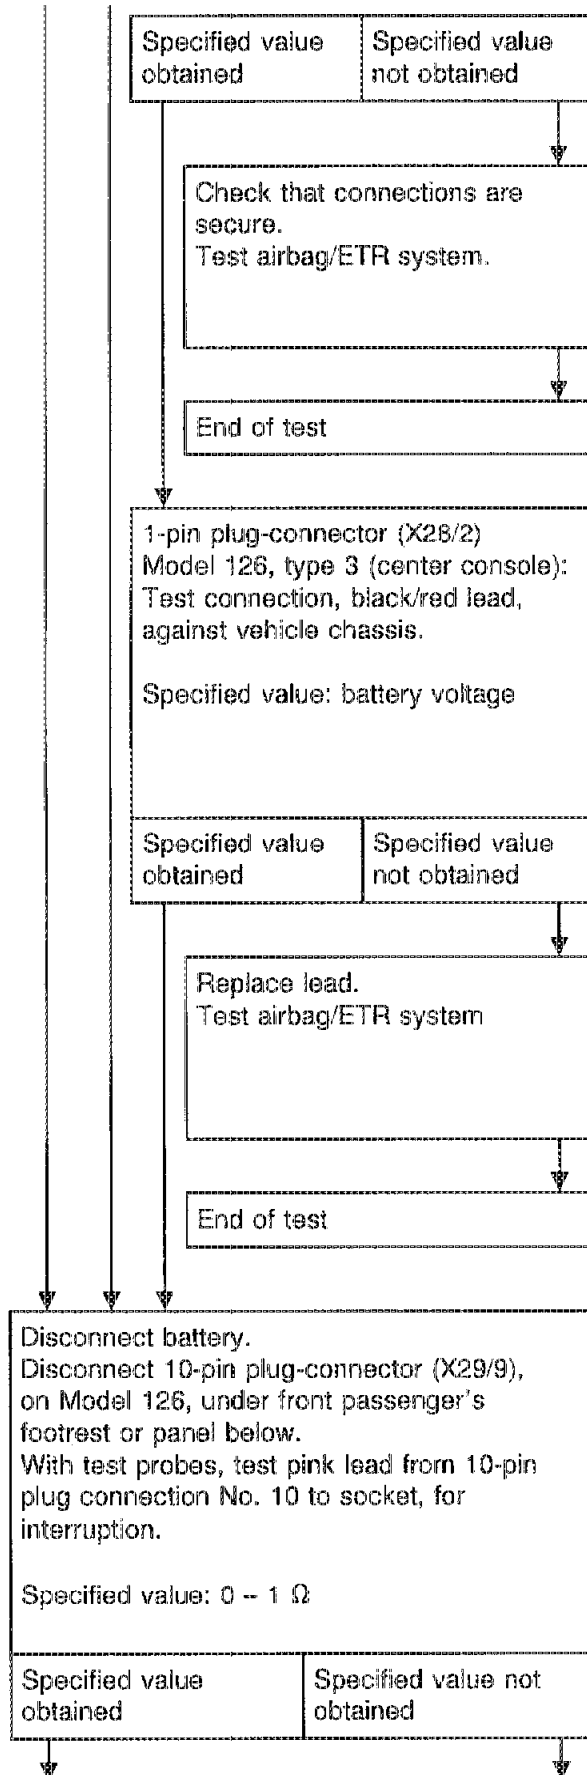 Specified value
obtained
Specified value
not obtained
Check that connections are
secure.
Test airbag/ETR system.
End of test
1-pin plug-connector (X28/2)
Model 126, type 3 (center console):
Test connection, black/red lead,
against vehicle chassis.
Specified value: battery voltage
Specified value
obtained
Specified value
not obtained
Replace lead.
Test airbag/ETR system
End of test
Disconnect battery.
Disconnect 10-pin plug-connector (X29/9),
on Model 126, under front passenger's
footrest or panel below.
With test probes, test pink lead from 10-pin
plug connection No. 10 to socket, for
interruption.
Specified value: 0 – 1 Ω
Specified value
obtained
Specified value not
obtained